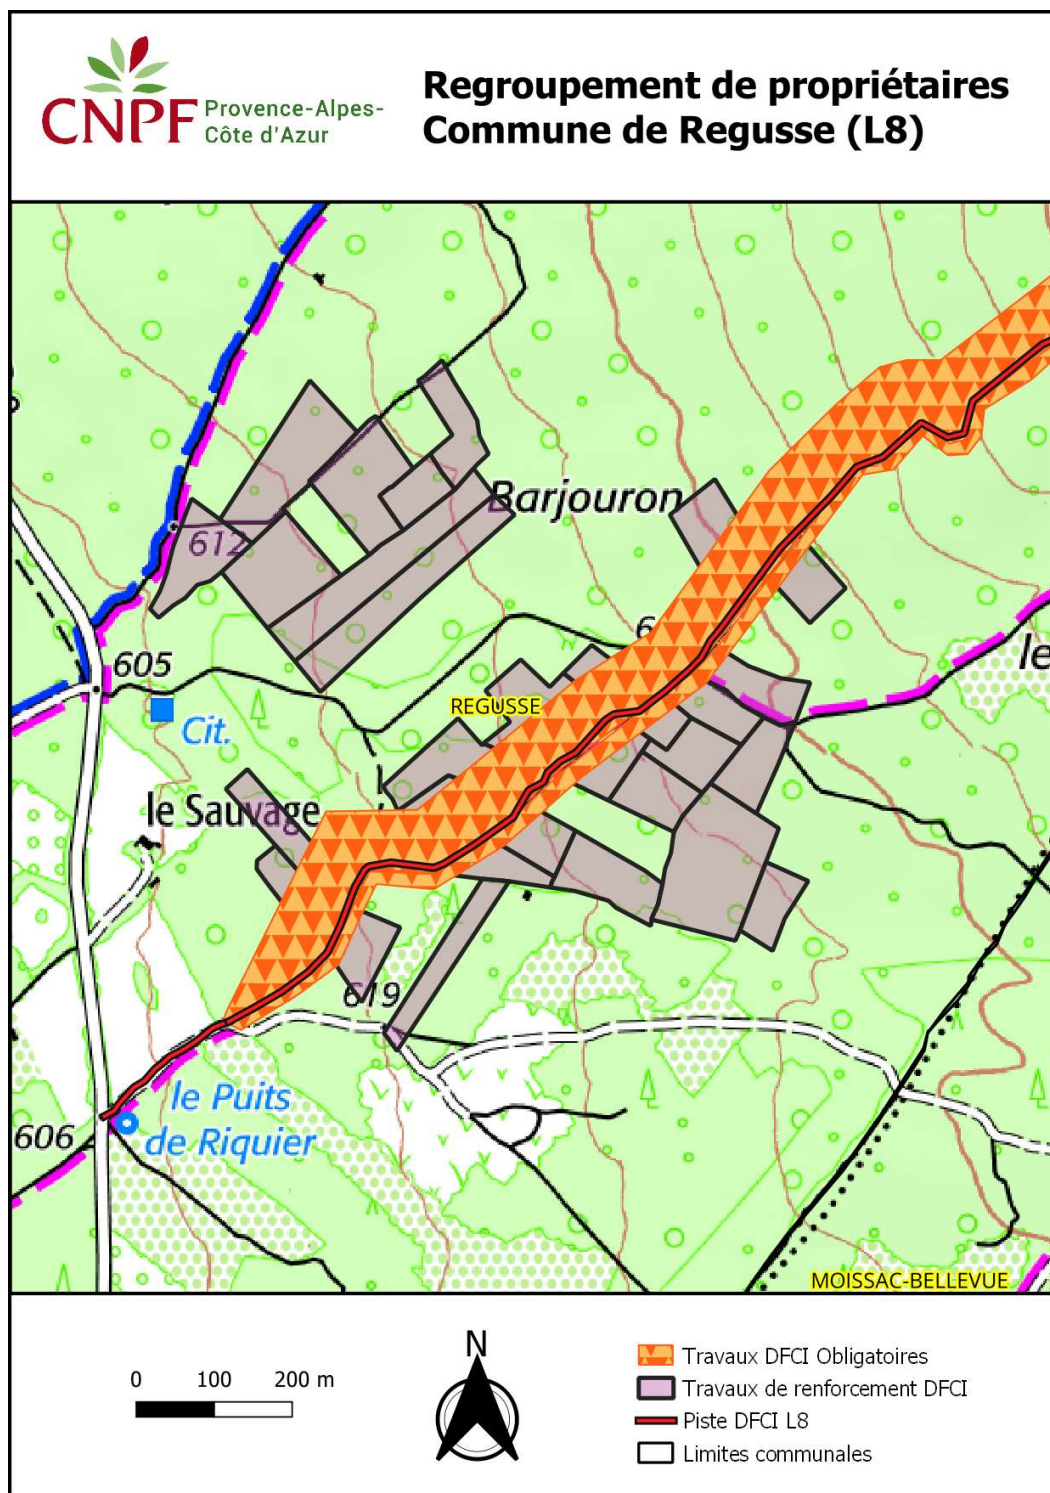 CNPF
Provence-Alpes-
Côte d'Azur
Regroupement de propriétaires
Commune de Regusse (L8)
Barjouron
612
605
Cit.
REGUSSE
le
le Sauvage
619
le Puits
de Riquier
606
MOISSAC-BELLEVUE
0 100 200 m
N
Travaux DFCI Obligatoires
Travaux de renforcement DFCI
Piste DFCI L8
Limites communales